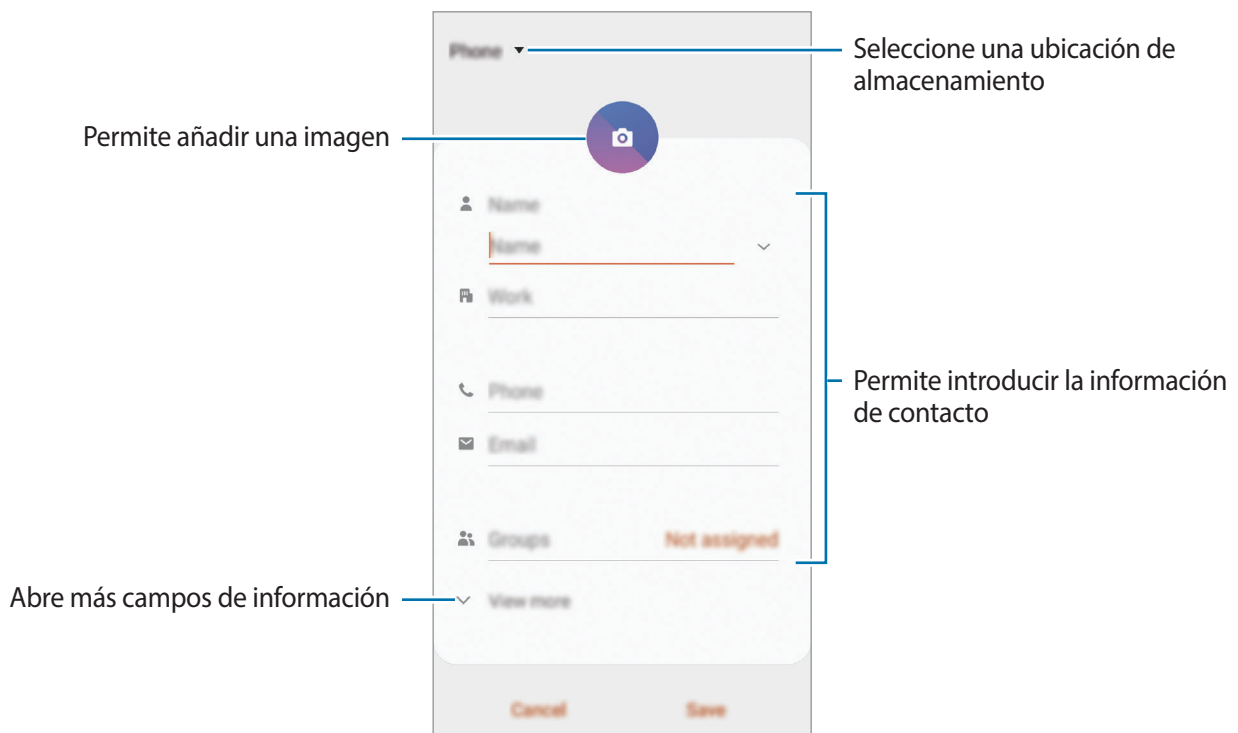 Phone
Seleccione una ubicación de
almacenamiento
Permite añadir una imagen
Name
Name
Work
Phone
Permite introducir la información
de contacto
Email
Groups Not assigned
Abre más campos de información
View more
Cancel Save